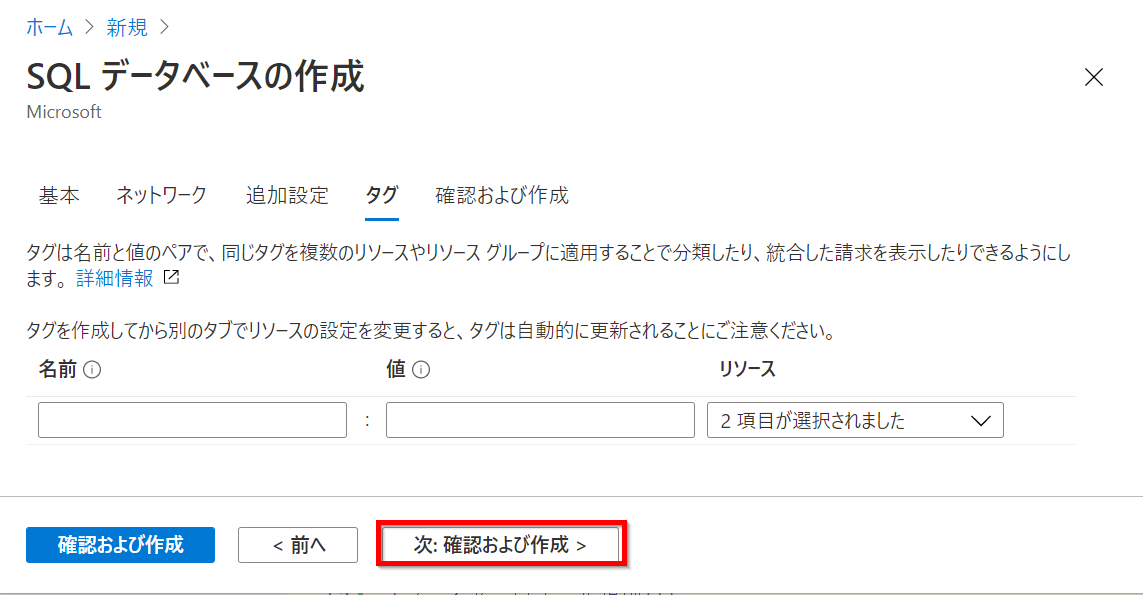 ホーム > 新規 >
SQL データベースの作成
Microsoft
基本 ネットワーク 追加設定 タグ 確認および作成
タグは名前と値のペアで、同じタグを複数のリソースやリソース グループに適用することで分類したり、統合した請求を表示したりできるようにし
ます。 詳細情報
タグを作成してから別のタブでリソースの設定を変更すると、タグは自動的に更新されることにご注意ください。
名前 値 リソース
: 2 項目が選択されました
確認および作成 < 前へ 次: 確認および作成 >